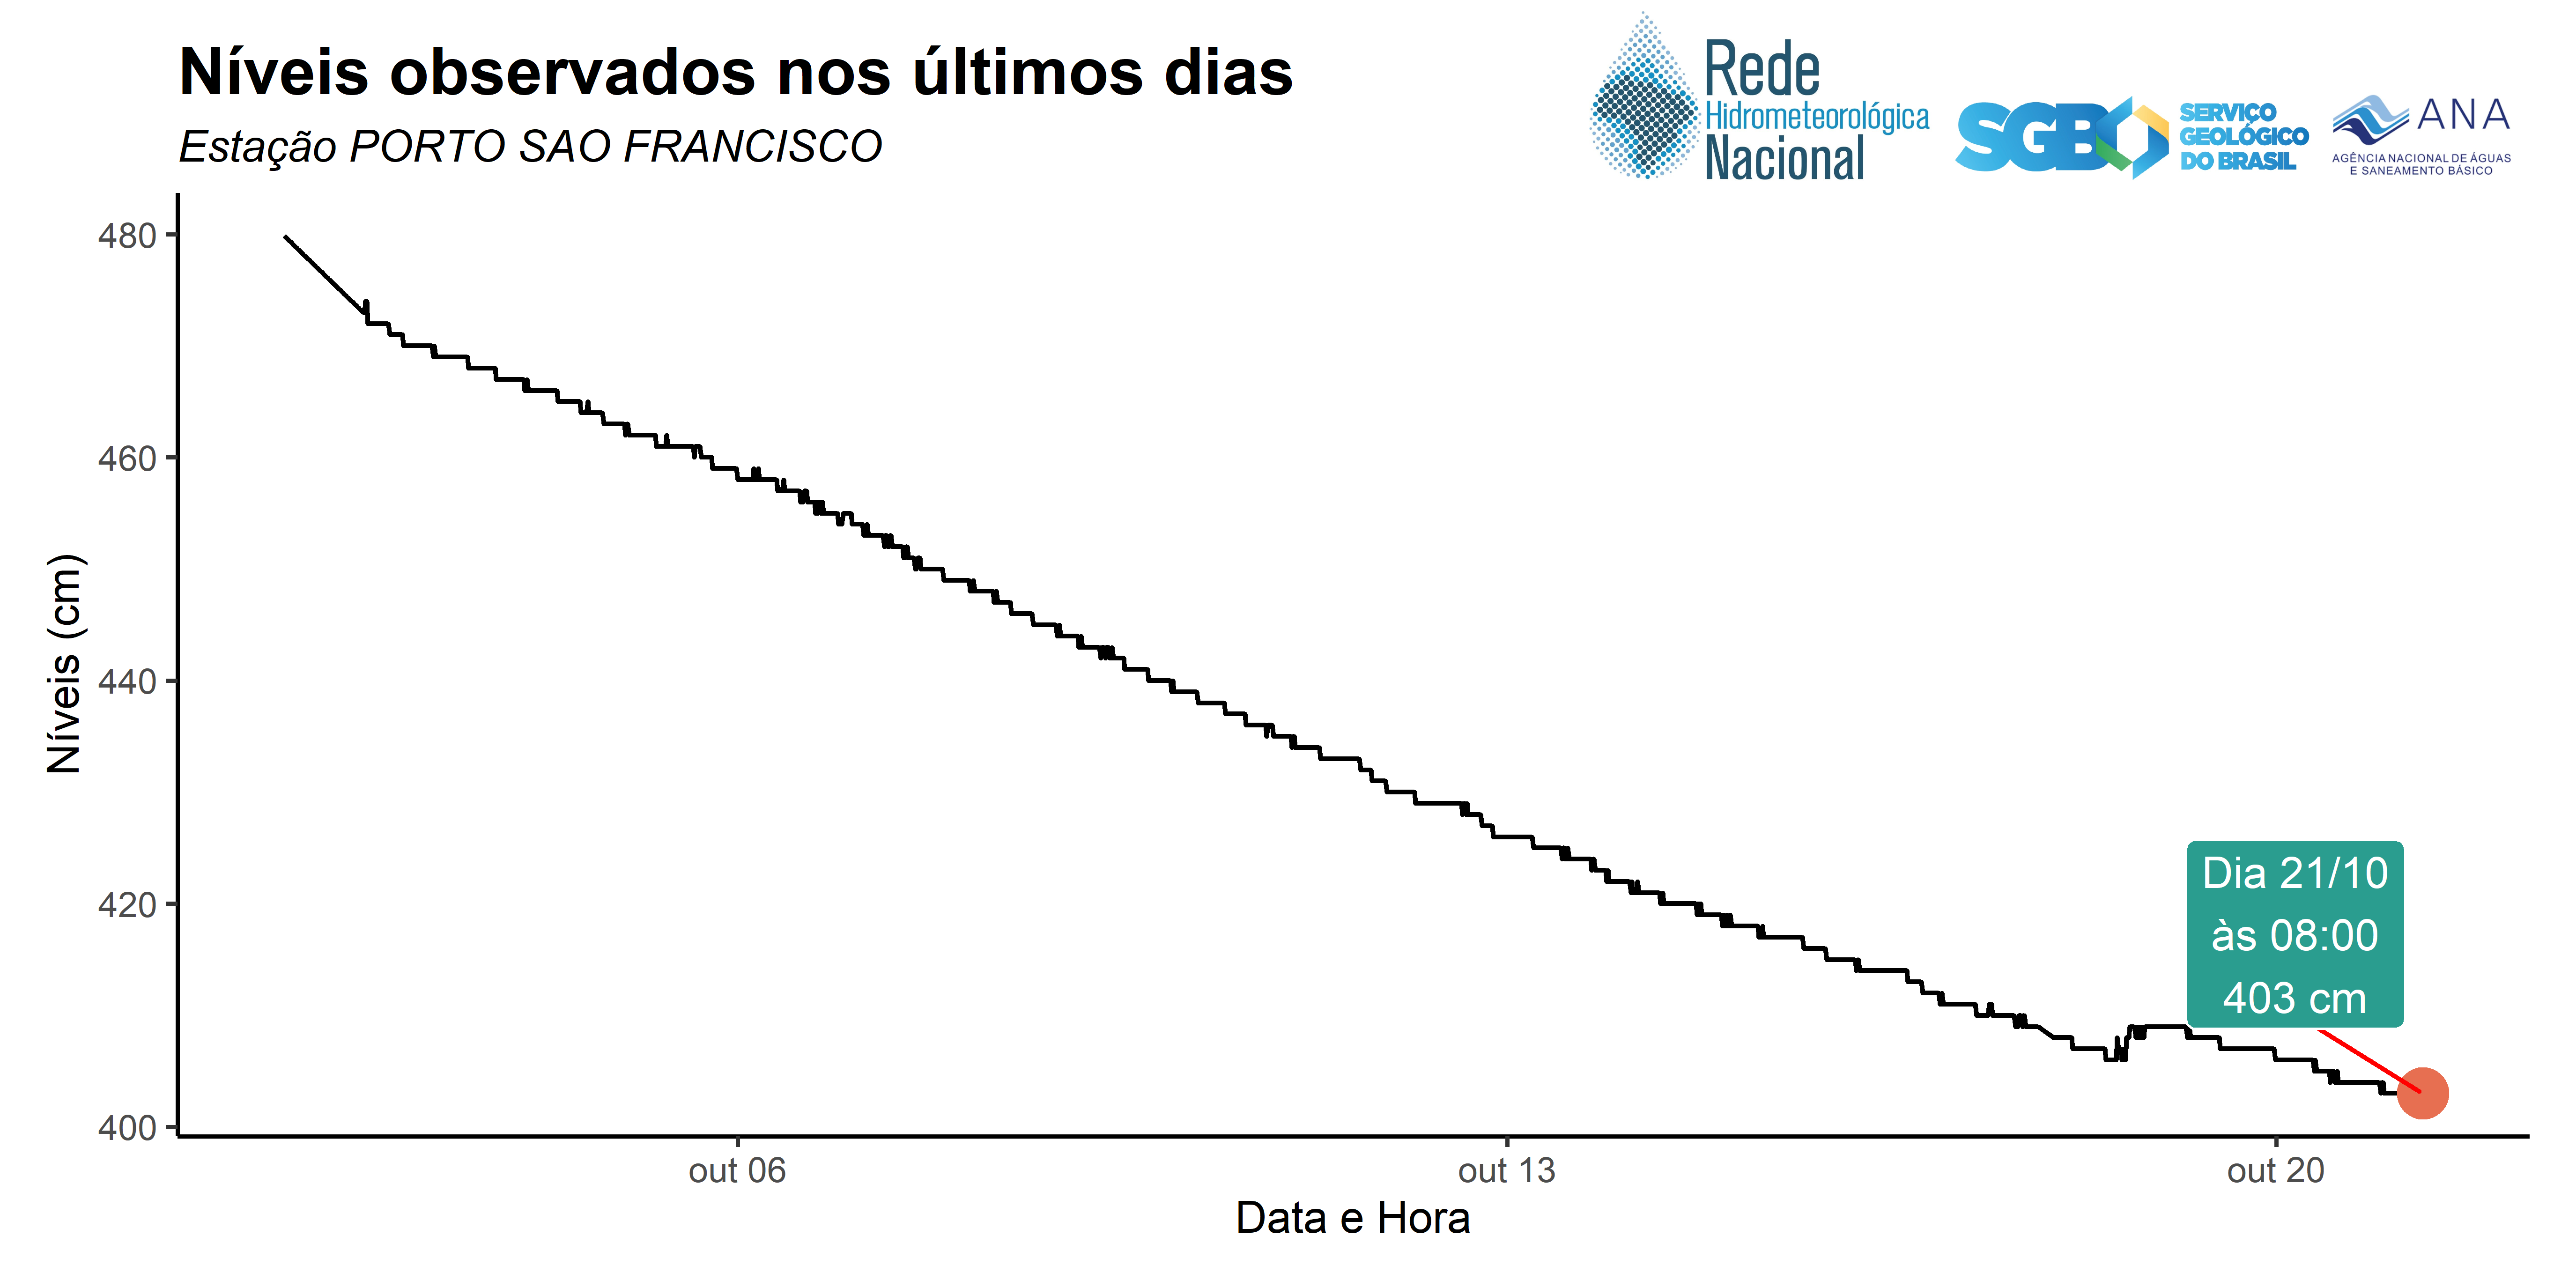 Níveis observados nos últimos dias
Estação PORTO SAO FRANCISCO
Rede
Hidrometeorológica
Nacional
SGB
SERVIÇO
GEOLÓGICO
DO BRASIL
ANA
AGÊNCIA NACIONAL DE ÁGUAS
E SANEAMENTO BÁSICO
Níveis (cm)
480
460
440
420
400
Dia 21/10
às 08:00
403 cm
out 06
out 13
out 20
Data e Hora